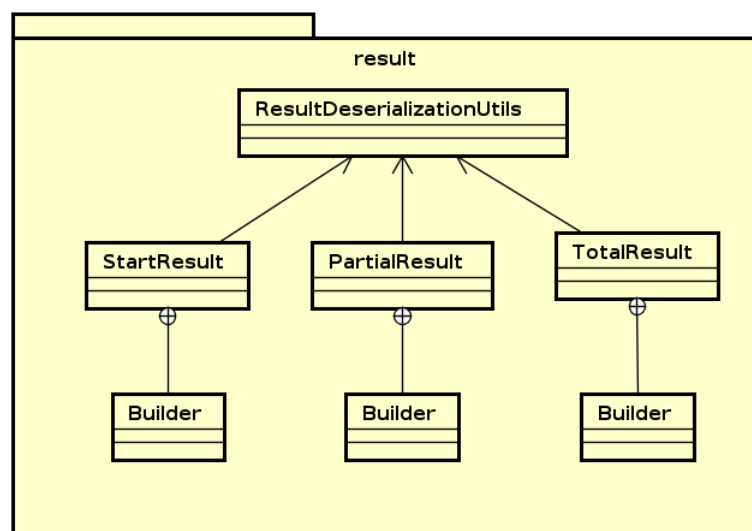 result
ResultDeserializationUtils
StartResult
PartialResult
TotalResult
Builder
Builder
Builder